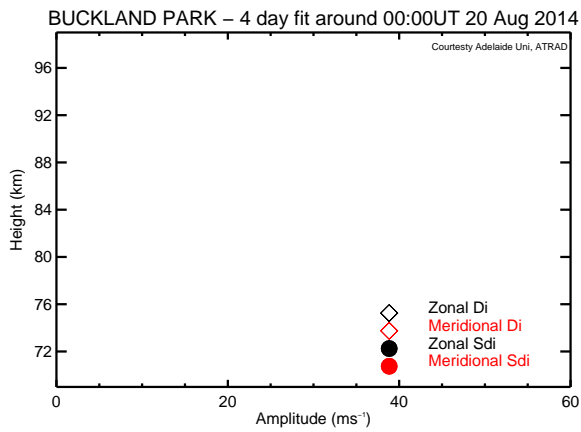 BUCKLAND PARK – 4 day fit around 00:00UT 20 Aug 2014
Courtesty Adelaide Uni, ATRAD
96
92
88
84
80
76
72
Height (km)
Zonal Di
Meridional Di
Zonal Sdi
Meridional Sdi
0 20 40 60
Amplitude (ms⁻¹)